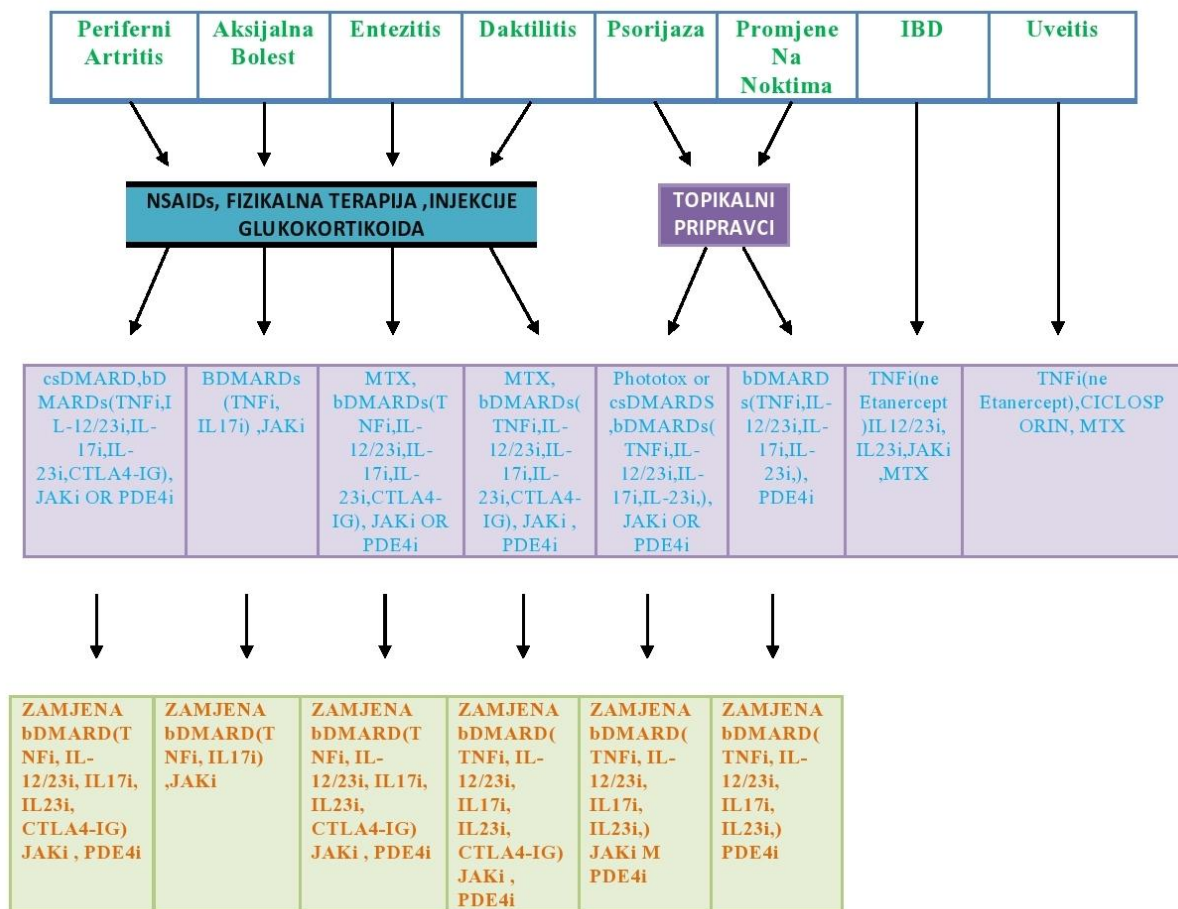 Periferni
Artritis
Aksijalna
Bolest
Entezitis
Daktilitis
Psorijaza
Promjene
Na
Noktima
IBD
Uveitis
NSAIDs, FIZIKALNA TERAPIJA ,INJEKCIJE
GLUKOKORTIKOIDA
TOPIKALNI
PRIPRAVCI
csDMARD,bD
MARDs(TNFi,I
L-12/23i,IL-
17i,IL-
23i,CTLA4-IG),
JAKi OR PDE4i
BDMARDs
(TNFi,
IL17i) ,JAKi
MTX,
bDMARDs(T
NFi,IL-
12/23i,IL-
17i,IL-
23i,CTLA4-
IG), JAKi OR
PDE4i
MTX,
bDMARDs(
TNFi,IL-
12/23i,IL-
17i,IL-
23i,CTLA4-
IG), JAKi ,
PDE4i
Phototox or
csDMARDS
,bDMARDs(
TNFi,IL-
12/23i,IL-
17i,IL-23i,),
JAKi OR
PDE4i
bDMARD
s(TNFi,IL-
12/23i,IL-
17i,IL-
23i,),
PDE4i
TNFi(ne
Etanercept
)IL12/23i,
IL23i,JAKi
,MTX
TNFi(ne
Etanercept),CICLOSP
ORIN, MTX
ZAMJENA
bDMARD(T
NFi, IL-
12/23i, IL17i,
IL23i,
CTLA4-IG)
JAKi , PDE4i
ZAMJENA
bDMARD(T
NFi, IL17i)
,JAKi
ZAMJENA
bDMARD(T
NFi, IL-
12/23i, IL17i,
IL23i,
CTLA4-IG)
JAKi , PDE4i
ZAMJENA
bDMARD(
TNFi, IL-
12/23i,
IL17i,
IL23i,
CTLA4-IG)
JAKi ,
PDE4i
ZAMJENA
bDMARD(
TNFi, IL-
12/23i,
IL17i,
IL23i,)
JAKi M
PDE4i
ZAMJENA
bDMARD(
TNFi, IL-
12/23i,
IL17i,
IL23i,)
PDE4i